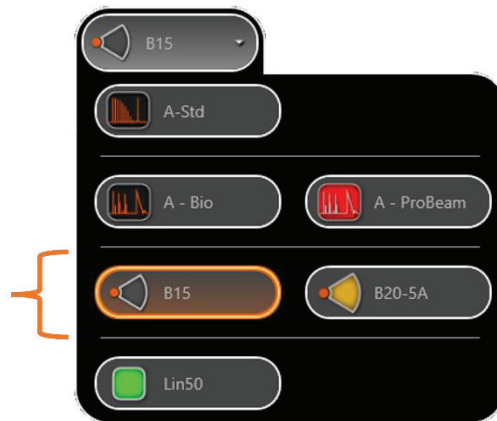 B15
A-Std
A - Bio
A - ProBeam
B15
B20-5A
Lin50